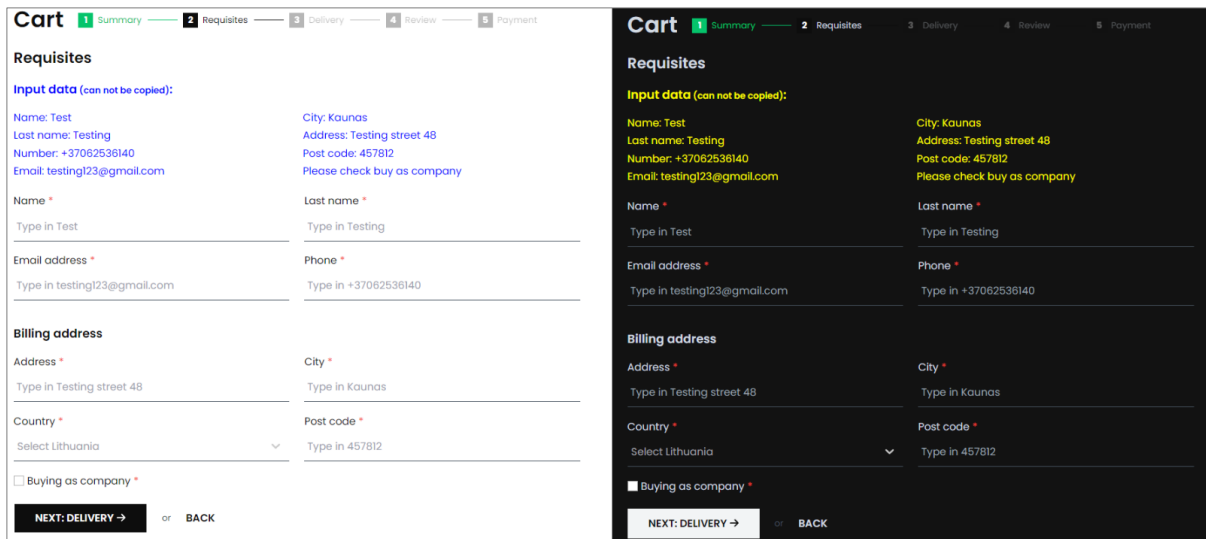 Cart 1 Summary 2 Requisites 3 Delivery 4 Review 5 Payment
Requisites
Input data (can not be copied):
Name: Test
Last name: Testing
Number: +37062536140
Email: testing123@gmail.com
City: Kaunas
Address: Testing street 48
Post code: 457812
Please check buy as company
Name * Last name *
Type in Test Type in Testing
Email address * Phone *
Type in testing123@gmail.com Type in +37062536140
Billing address
Address * City *
Type in Testing street 48 Type in Kaunas
Country * Post code *
Select Lithuania Type in 457812
Buying as company *
NEXT: DELIVERY → or BACK
Cart 1 Summary 2 Requisites 3 Delivery 4 Review 5 Payment
Requisites
Input data (can not be copied):
Name: Test
Last name: Testing
Number: +37062536140
Email: testing123@gmail.com
City: Kaunas
Address: Testing street 48
Post code: 457812
Please check buy as company
Name * Last name *
Type in Test Type in Testing
Email address * Phone *
Type in testing123@gmail.com Type in +37062536140
Billing address
Address * City *
Type in Testing street 48 Type in Kaunas
Country * Post code *
Select Lithuania Type in 457812
Buying as company *
NEXT: DELIVERY → or BACK